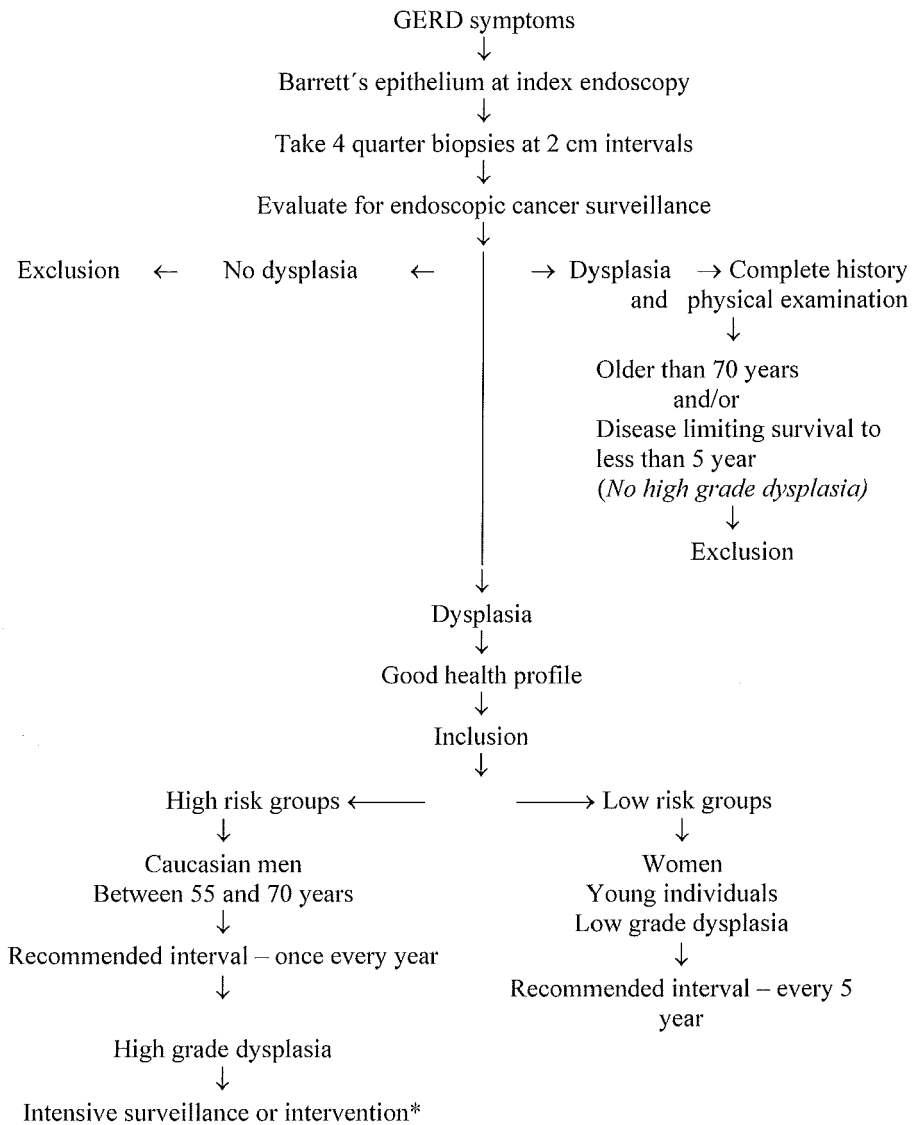 GERD symptoms
↓
Barrett´s epithelium at index endoscopy
↓
Take 4 quarter biopsies at 2 cm intervals
↓
Evaluate for endoscopic cancer surveillance
↓
Exclusion ← No dysplasia ← → Dysplasia → Complete history
and physical examination
↓
Older than 70 years
and/or
Disease limiting survival to
less than 5 year
(No high grade dysplasia)
↓
Exclusion
↓
Dysplasia
↓
Good health profile
↓
Inclusion
↓
High risk groups ← → Low risk groups
↓ ↓
Caucasian men Women
Between 55 and 70 years Young individuals
↓ Low grade dysplasia
Recommended interval – once every year ↓
↓ Recommended interval – every 5
year
High grade dysplasia
↓
Intensive surveillance or intervention*